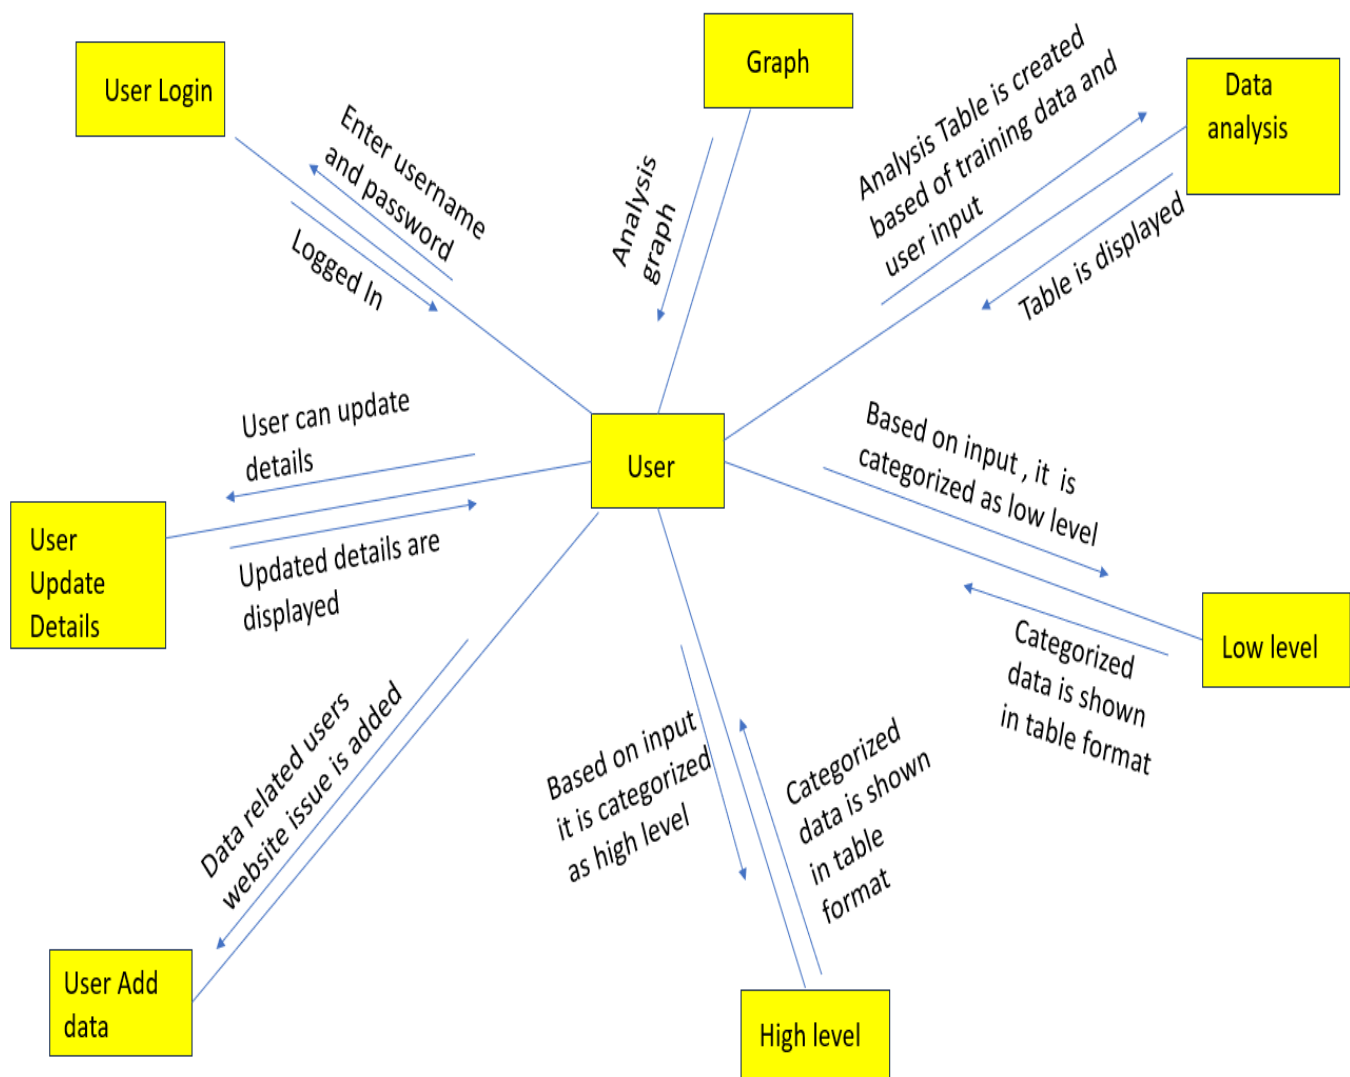 User Login
Graph
Data
analysis
Enter username
and password
Logged In
Analysis
graph
Analysis Table is created
based of training data and
user input
Table is displayed
User can update
details
User
Based on input , it is
categorized as low level
User
Update
Details
Updated details are
displayed
Low level
Categorized
data is shown
in table format
Data related users
website issue is added
Based on input
it is categorized
as high level
Categorized
data is shown
in table
format
User Add
data
High level